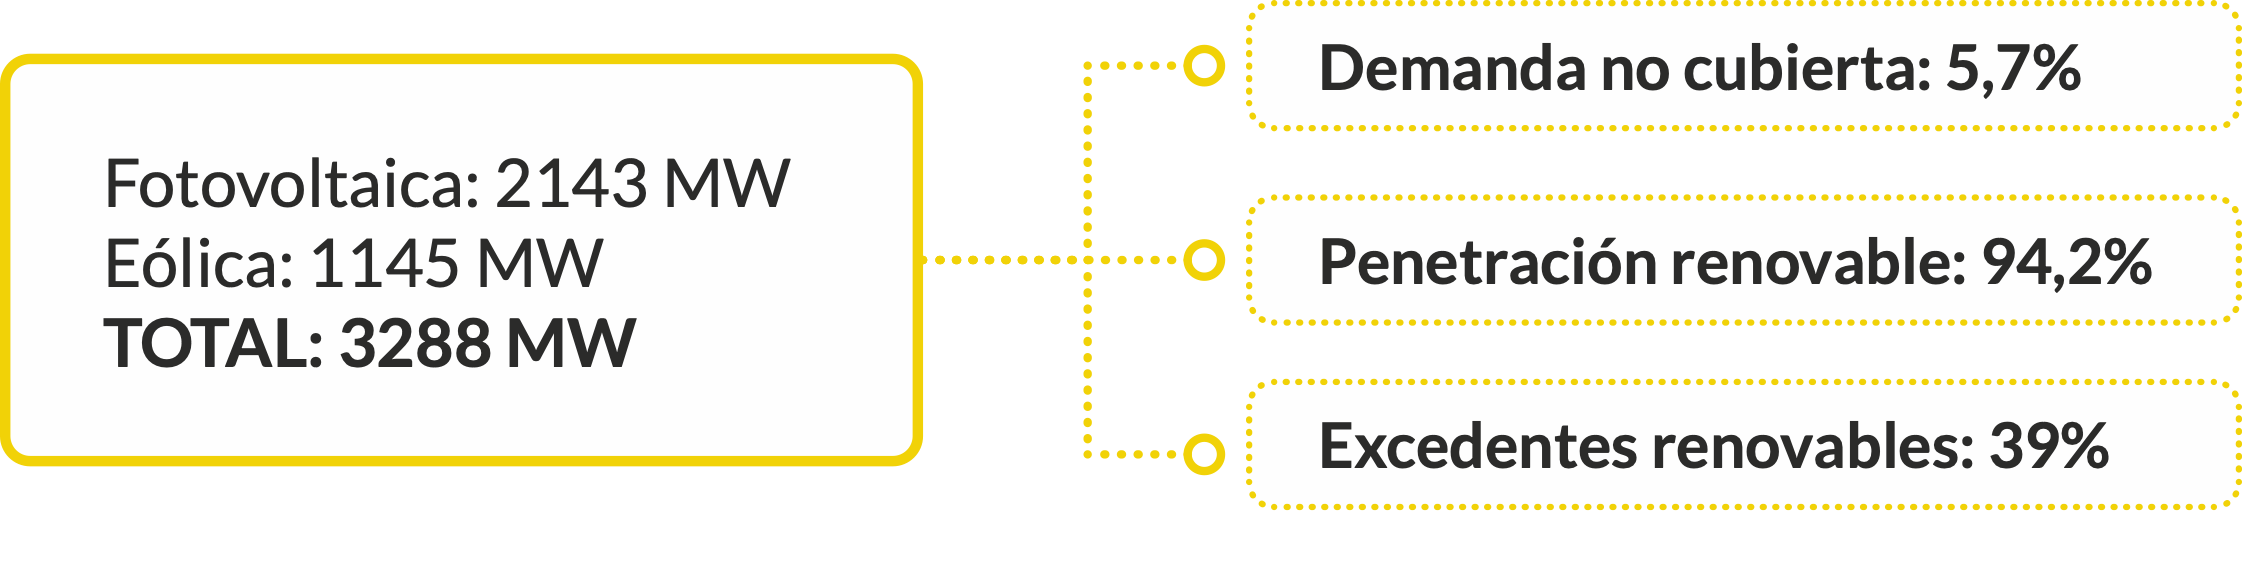 Fotovoltaica: 2143 MW
Eólica: 1145 MW
TOTAL: 3288 MW
Demanda no cubierta: 5,7%
Penetración renovable: 94,2%
Excedentes renovables: 39%